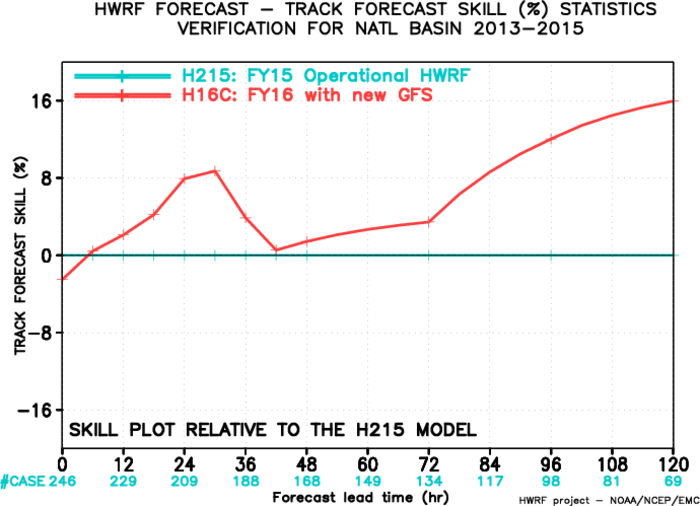 HWRF FORECAST – TRACK FORECAST SKILL (%) STATISTICS
VERIFICATION FOR NATL BASIN 2013–2015
H215: FY15 Operational HWRF
H16C: FY16 with new GFS
TRACK FORECAST SKILL (%)
16
8
0
–8
–16
SKILL PLOT RELATIVE TO THE H215 MODEL
0 12 24 36 48 60 72 84 96 108 120
#CASE 246 229 209 188 168 149 134 117 98 81 69
Forecast lead time (hr)
HWRF project – NOAA/NCEP/EMC